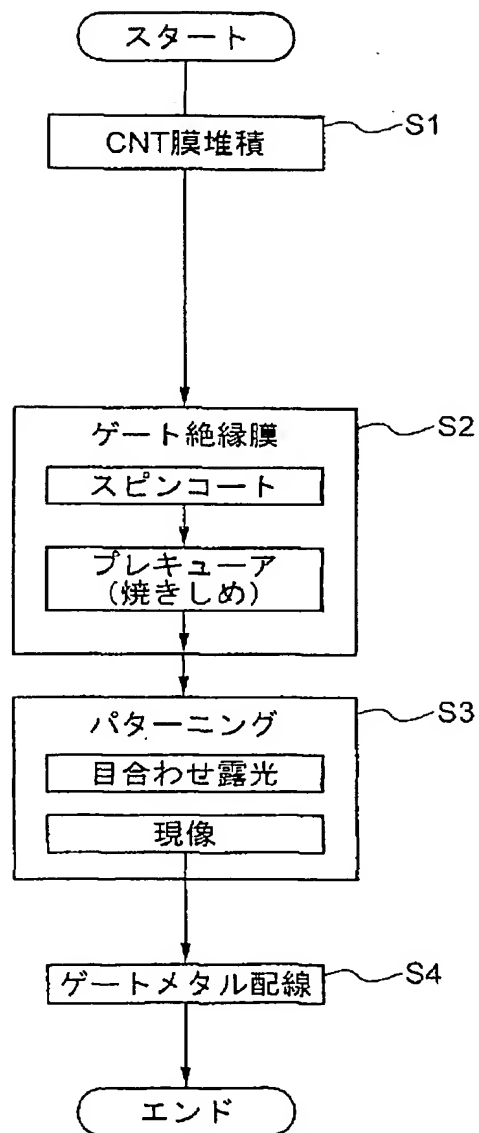 スタート
CNT膜堆積
S1
ゲート絶縁膜
S2
スピンコート
プレキューア
(焼きしめ)
パターニング
S3
目合わせ露光
現像
ゲートメタル配線
S4
エンド